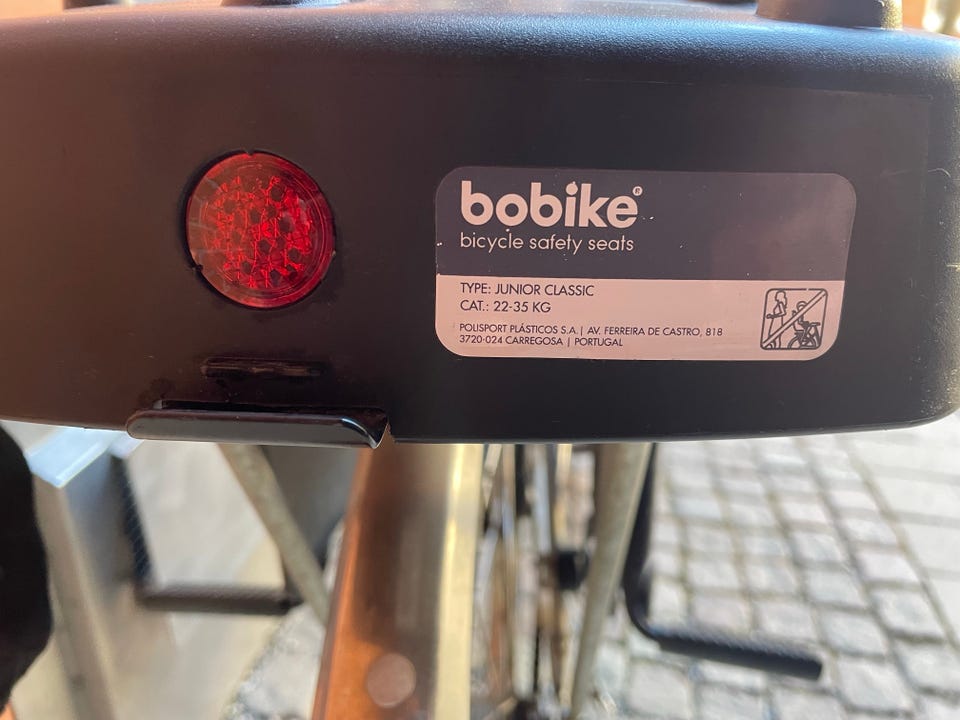 bobike®
bicycle safety seats
TYPE: JUNIOR CLASSIC
CAT.: 22-35 KG
POLISPORT PLÁSTICOS S.A. | AV. FERREIRA DE CASTRO, 818
3720-024 CARREGOSA | PORTUGAL